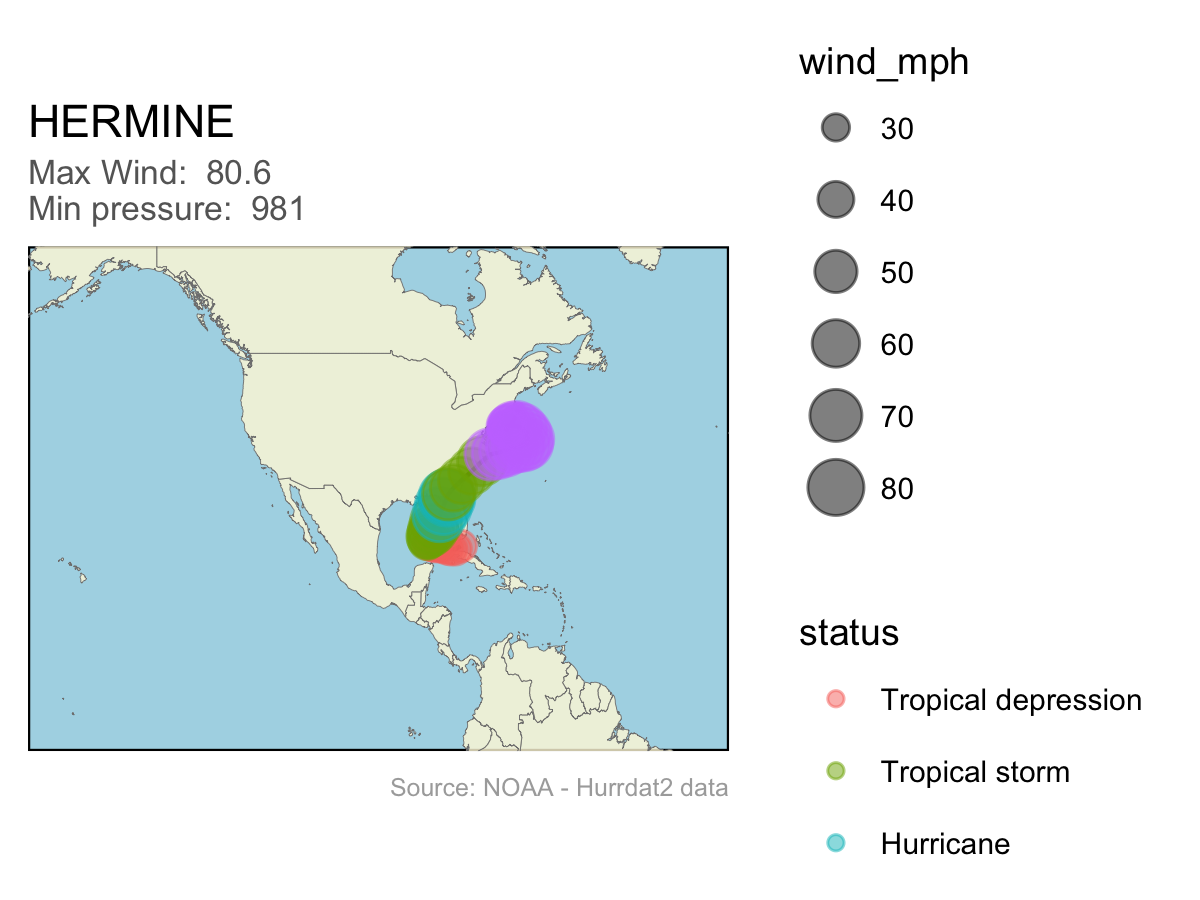 HERMINE
Max Wind:  80.6
Min pressure:  981
Source: NOAA - Hurrdat2 data
wind_mph
30
40
50
60
70
80
status
Tropical depression
Tropical storm
Hurricane